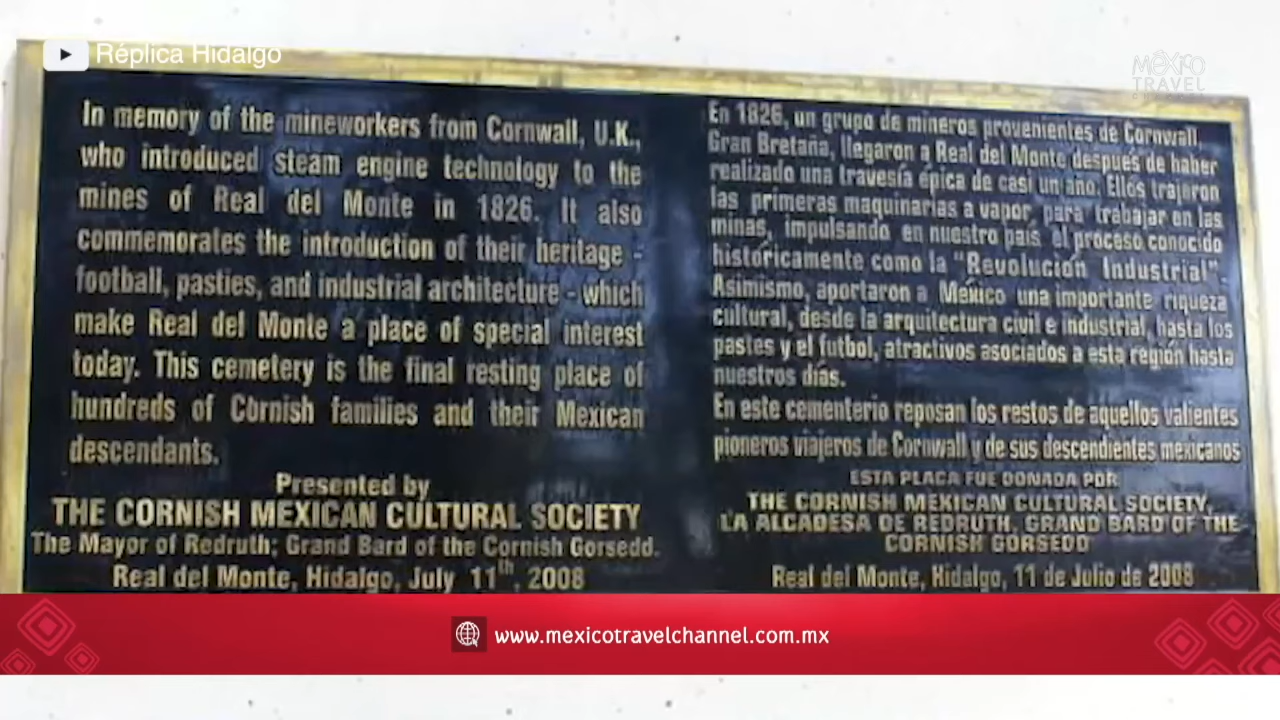 Réplica Hidalgo
MÉXICO
TRAVEL
In memory of the mineworkers from Cornwall, U.K.,
who introduced steam engine technology to the
mines of Real del Monte in 1826. It also
commemorates the introduction of their heritage -
football, pasties, and industrial architecture - which
make Real del Monte a place of special interest
today. This cemetery is the final resting place of
hundreds of Cornish families and their Mexican
descendants.
Presented by
THE CORNISH MEXICAN CULTURAL SOCIETY
The Mayor of Redruth; Grand Bard of the Cornish Gorsedd.
Real del Monte, Hidalgo, July 11th, 2008
En 1826, un grupo de mineros provenientes de Cornwall,
Gran Bretaña, llegaron a Real del Monte después de haber
realizado una travesía épica de casi un año. Ellos trajeron
las primeras maquinarias a vapor, para trabajar en las
minas, impulsando en nuestro país el proceso conocido
históricamente como la "Revolución Industrial".
Asimismo, aportaron a México una importante riqueza
cultural, desde la arquitectura civil e industrial, hasta los
pastes y el futbol, atractivos asociados a esta región hasta
nuestros días.
En este cementerio reposan los restos de aquellos valientes
pioneros viajeros de Cornwall y de sus descendientes mexicanos
ESTA PLACA FUE DONADA POR
THE CORNISH MEXICAN CULTURAL SOCIETY,
LA ALCADESA DE REDRUTH, GRAND BARD OF THE
CORNISH GORSEDD
Real del Monte, Hidalgo, 11 de Julio de 2008
www.mexicotravelchannel.com.mx